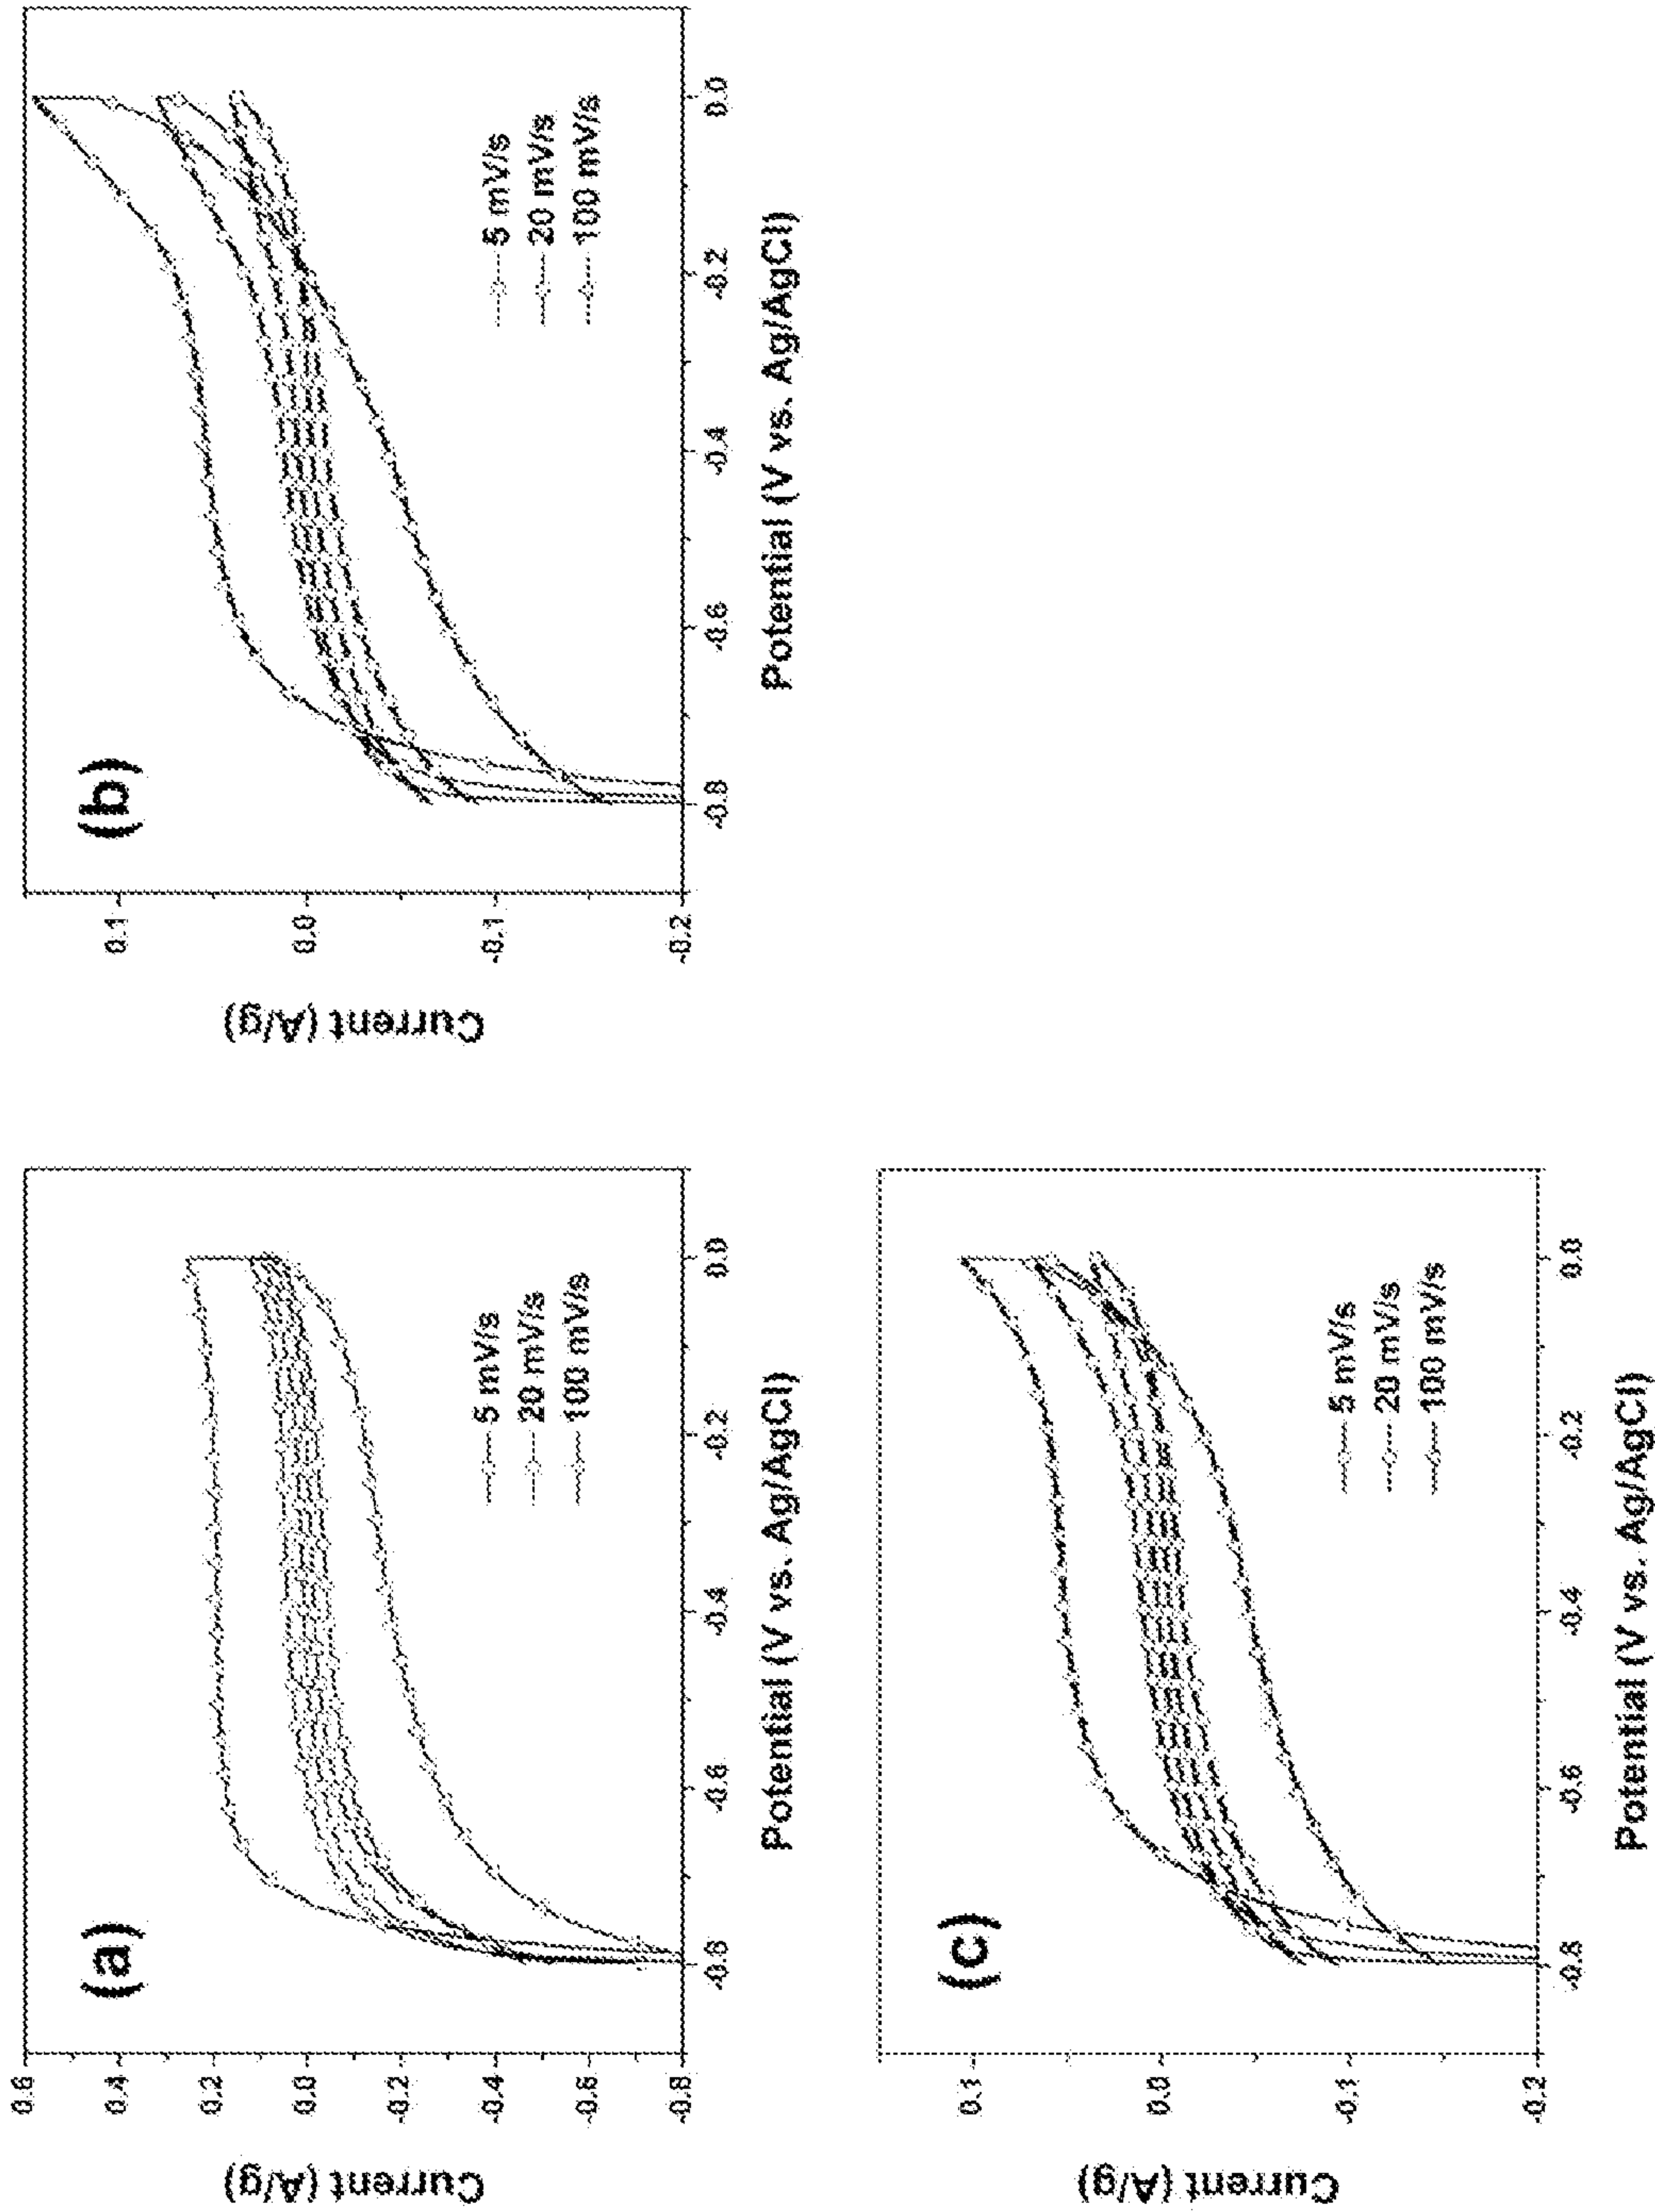 (a)
Current (A/g)
0.6
0.4
0.2
0.0
-0.2
-0.4
-0.6
-0.8
-0.8
-0.6
-0.4
-0.2
0.0
Potential (V vs. Ag/AgCl)
5 mV/s
20 mV/s
100 mV/s
(b)
Current (A/g)
0.1
0.0
-0.1
-0.2
-0.8
-0.6
-0.4
-0.2
0.0
Potential (V vs. Ag/AgCl)
5 mV/s
20 mV/s
100 mV/s
(c)
Current (A/g)
0.1
0.0
-0.1
-0.2
-0.8
-0.6
-0.4
-0.2
0.0
Potential (V vs. Ag/AgCl)
5 mV/s
20 mV/s
100 mV/s